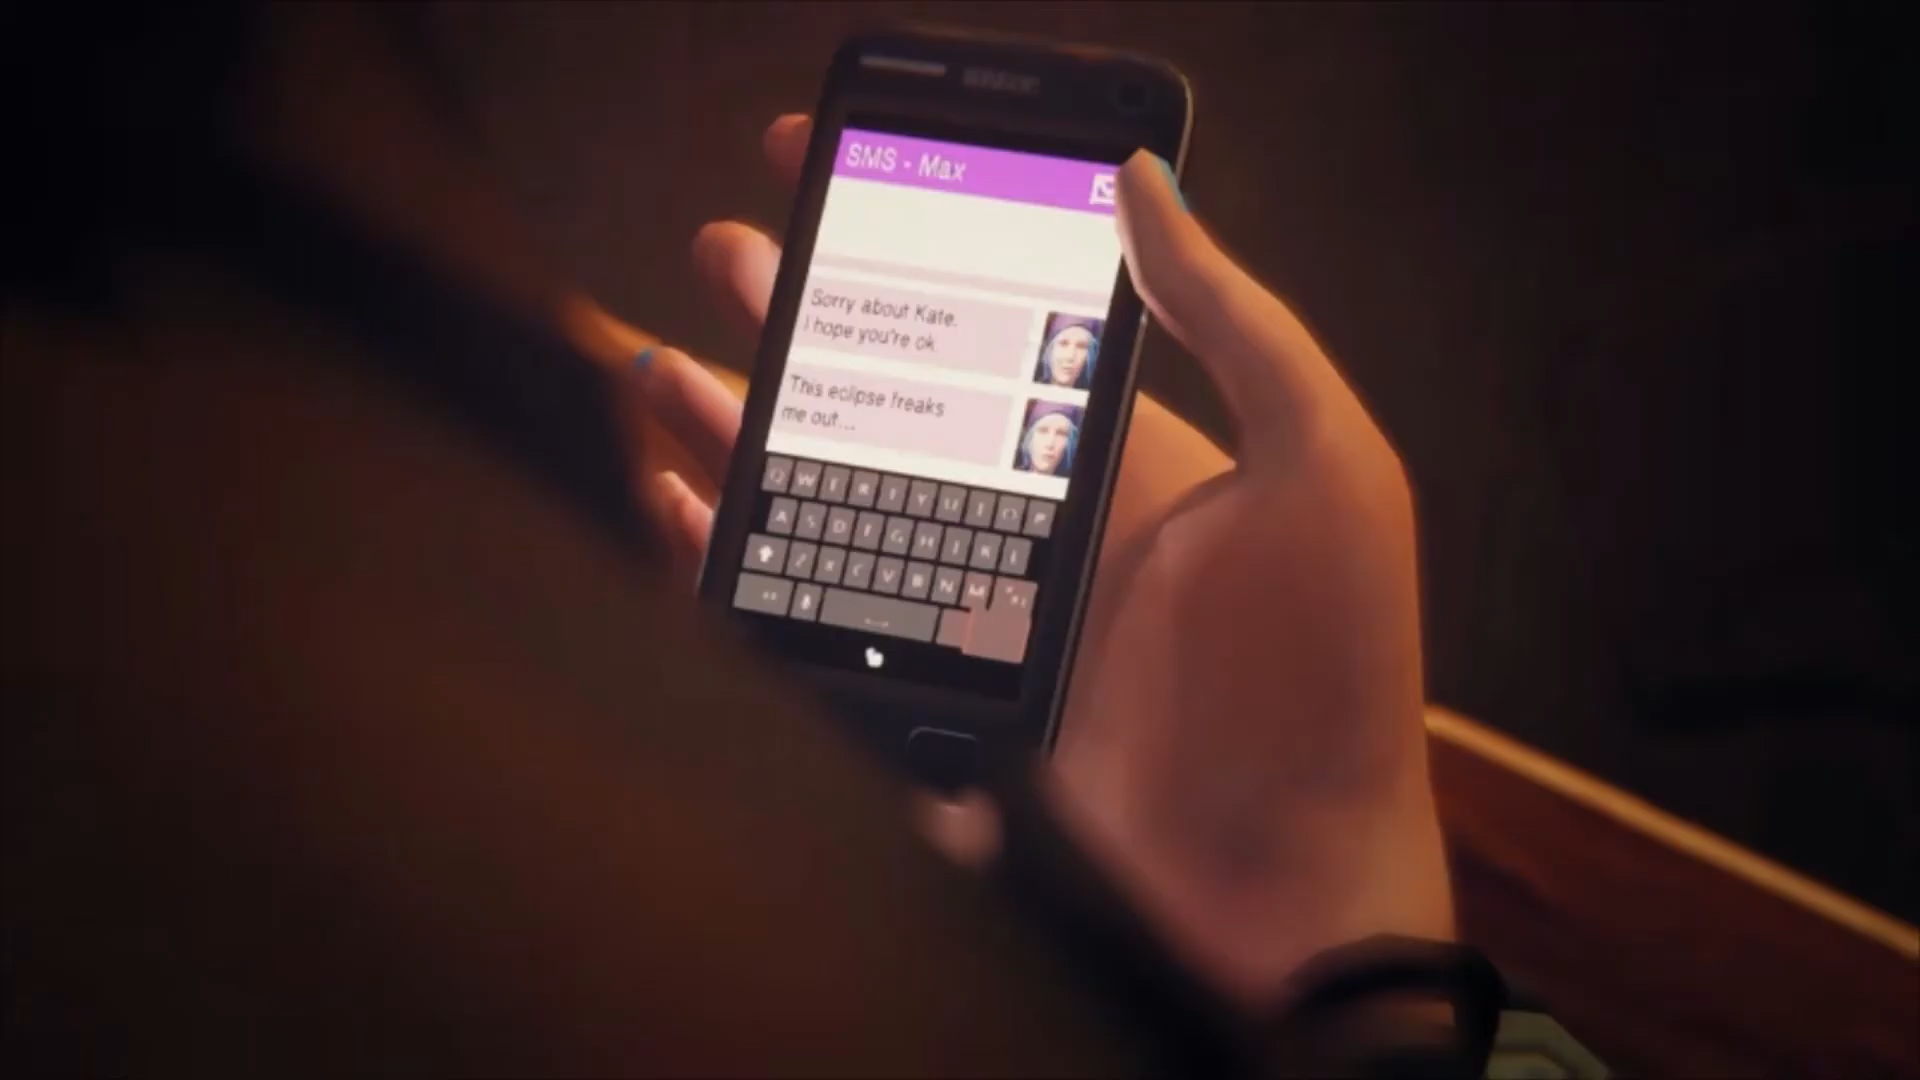 SMS - Max
Sorry about Kate.
I hope you're ok
This eclipse freaks
me out...
Q W E R T Y U I O P
A S D F G H J K L
Z X C V B N M